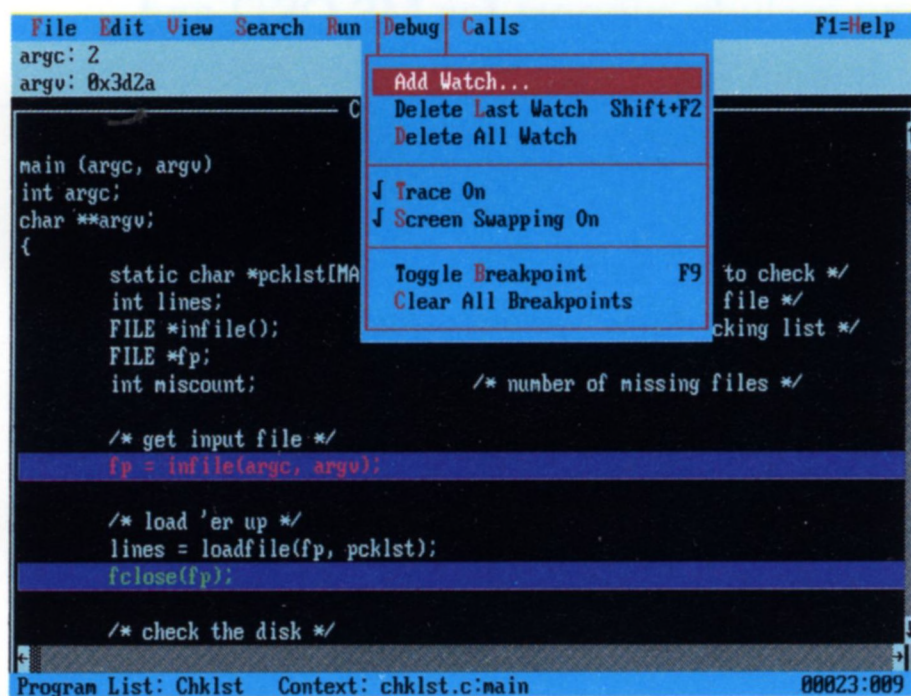 File Edit View Search Run Debug Calls F1=Help
argc: 2
argv: 0x3d2a
Add Watch...
Delete Last Watch Shift+F2
Delete All Watch
√ Trace On
√ Screen Swapping On
Toggle Breakpoint F9
Clear All Breakpoints
C
main (argc, argv)
int argc;
char **argv;
{
static char *pcklst[MA to check */
int lines; file */
FILE *infile(); cking list */
FILE *fp;
int miscount; /* number of missing files */
/* get input file */
fp = infile(argc, argv);
/* load 'er up */
lines = loadfile(fp, pcklst);
fclose(fp);
/* check the disk */
Program List: Chklst Context: chklst.c:main 00023:009